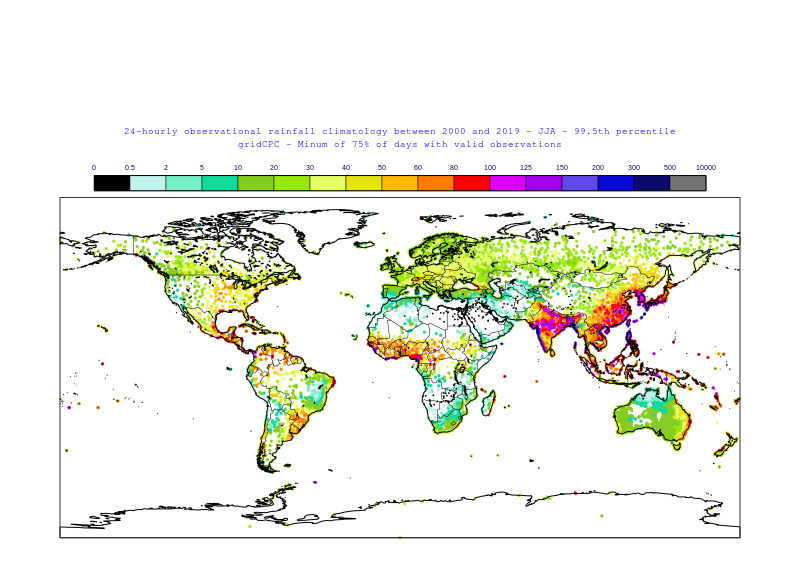 24-hourly observational rainfall climatology between 2000 and 2019 - JJA - 99.5th percentile
gridCPC - Minum of 75% of days with valid observations
0 0.5 2 5 10 20 30 40 50 60 80 100 125 150 200 300 500 10000